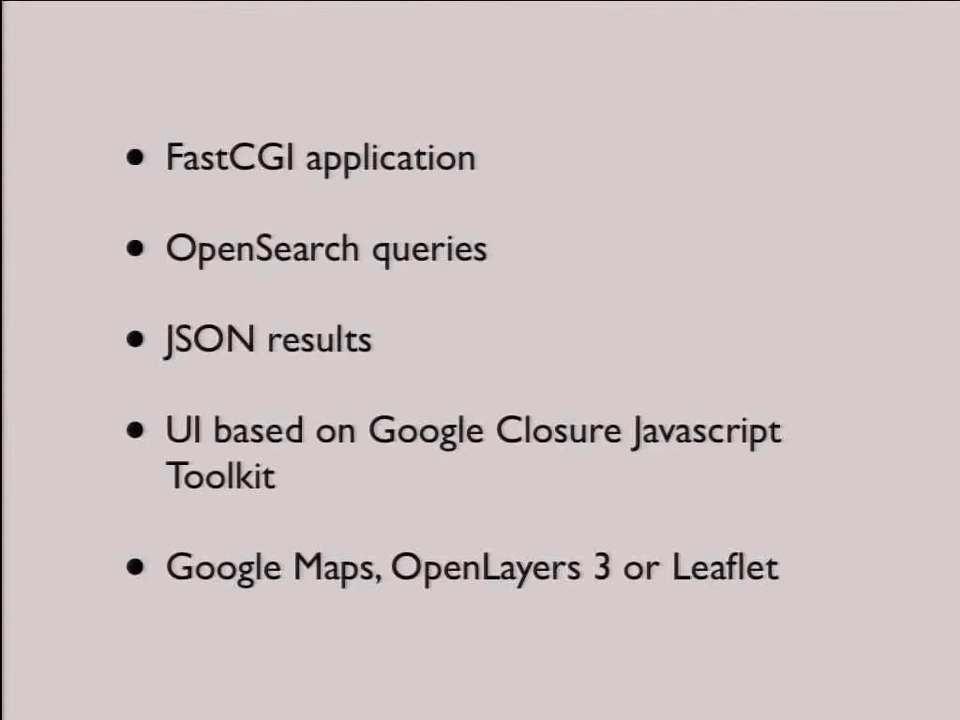 • FastCGI application
• OpenSearch queries
• JSON results
• UI based on Google Closure Javascript
Toolkit
• Google Maps, OpenLayers 3 or Leaflet